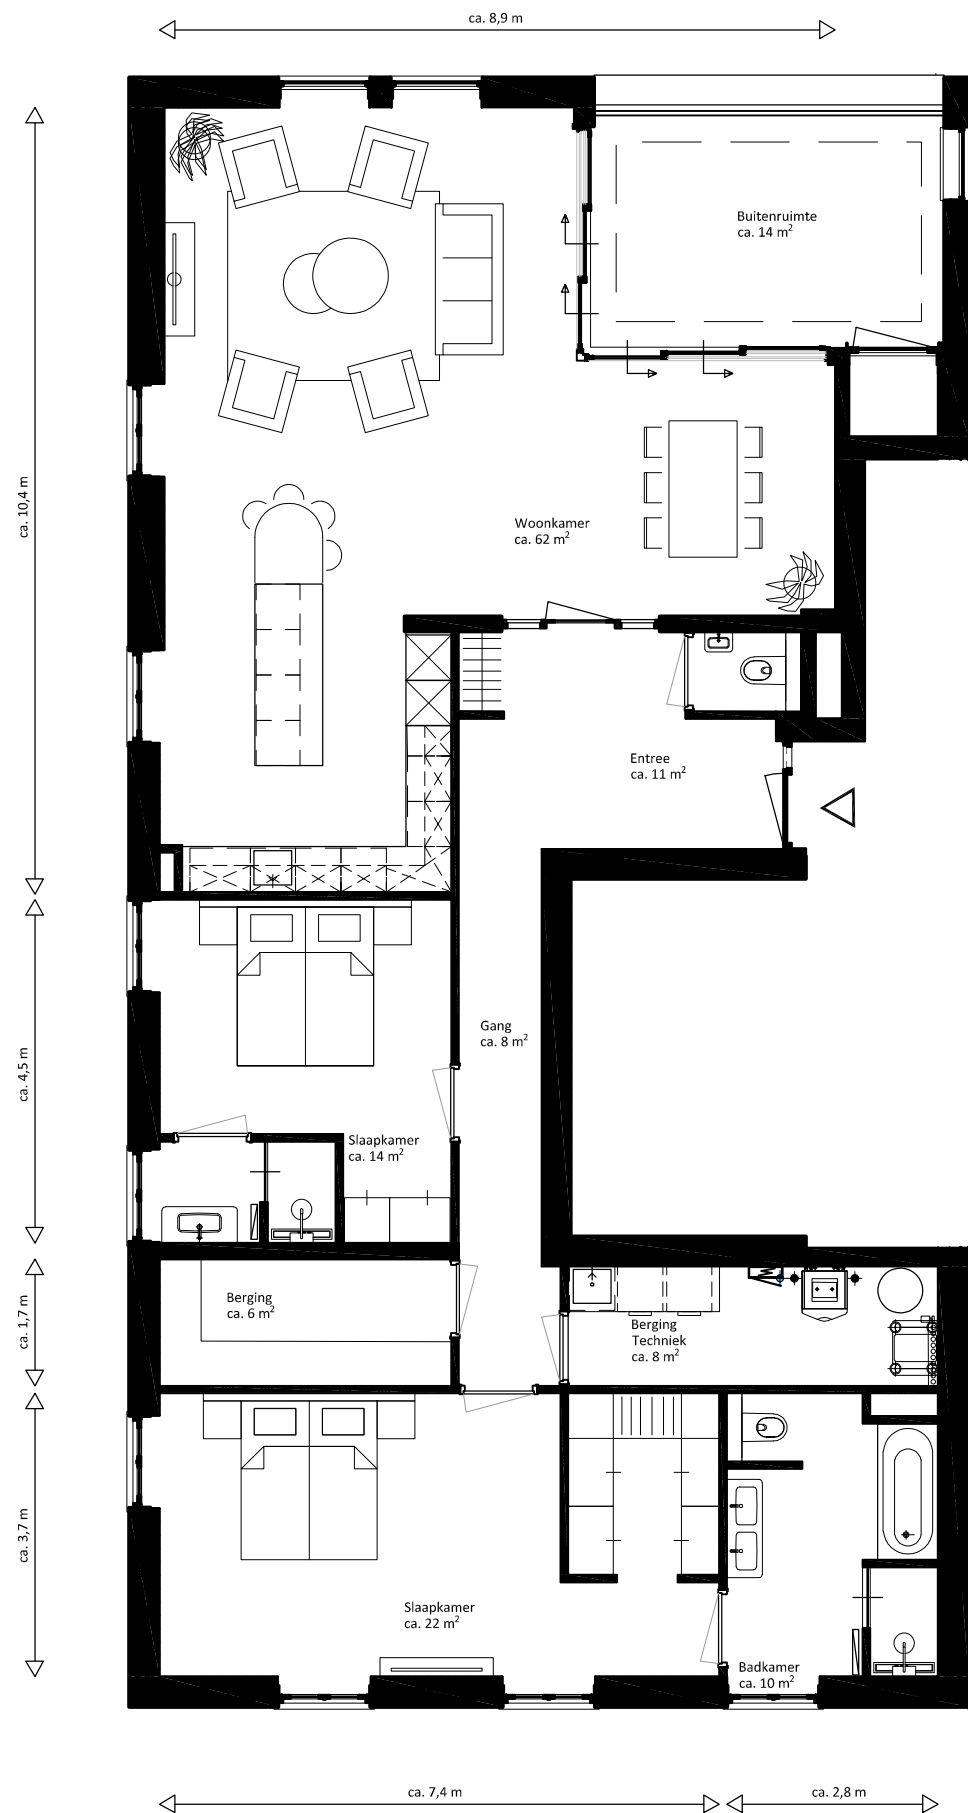 ca. 8,9 m
Buitenruimte
ca. 14 m²
ca. 10,4 m
Woonkamer
ca. 62 m²
Entree
ca. 11 m²
Gang
ca. 8 m²
ca. 4,5 m
Slaapkamer
ca. 14 m²
Berging
ca. 6 m²
ca. 1,7 m
Berging
Techniek
ca. 8 m²
ca. 3,7 m
Slaapkamer
ca. 22 m²
Badkamer
ca. 10 m²
ca. 7,4 m
ca. 2,8 m